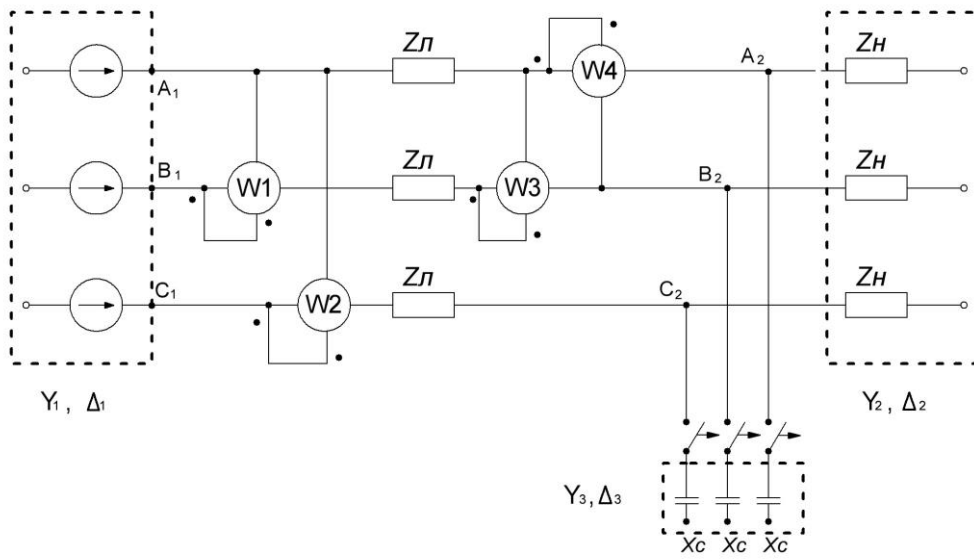 Zл Zн
W4
A₁ A₂
Zл Zн
B₁ W1 W3 B₂
Zл Zн
C₁ W2 C₂
Y₁ , Δ₁ Y₂ , Δ₂
Y₃, Δ₃
Xc Xc Xc